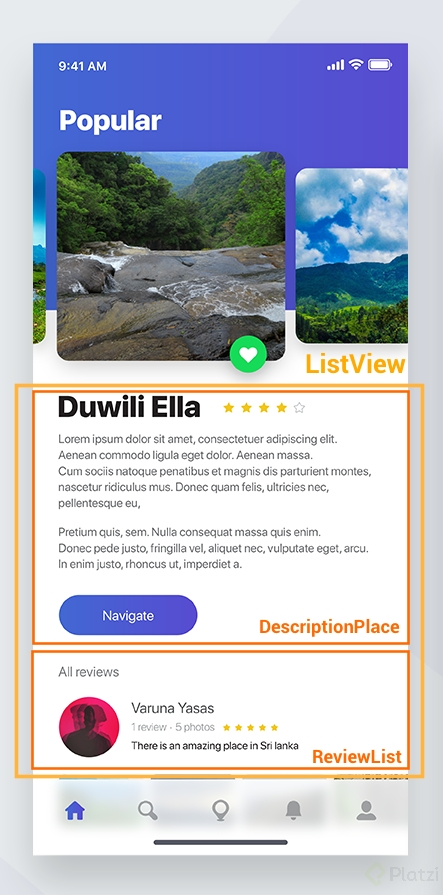 9:41 AM
Popular
ListView
Duwili Ella
Lorem ipsum dolor sit amet, consectetuer adipiscing elit.
Aenean commodo ligula eget dolor. Aenean massa.
Cum sociis natoque penatibus et magnis dis parturient montes,
nascetur ridiculus mus. Donec quam felis, ultricies nec,
pellentesque eu,
Pretium quis, sem. Nulla consequat massa quis enim.
Donec pede justo, fringilla vel, aliquet nec, vulputate eget, arcu.
In enim justo, rhoncus ut, imperdiet a.
Navigate
DescriptionPlace
All reviews
Varuna Yasas
1 review · 5 photos
There is an amazing place in Sri lanka
ReviewList
Platzi